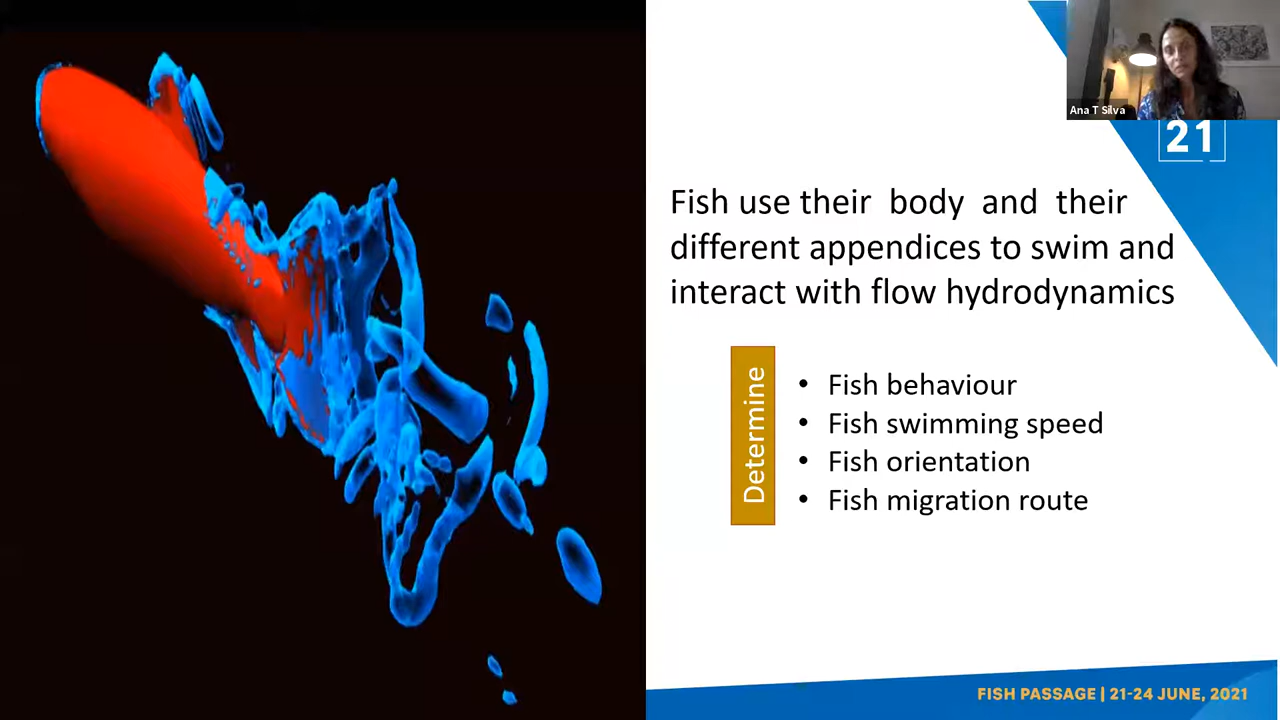 Ana T Silva
21
Fish use their body and their
different appendices to swim and
interact with flow hydrodynamics
Determine
• Fish behaviour
• Fish swimming speed
• Fish orientation
• Fish migration route
FISH PASSAGE | 21-24 JUNE, 2021